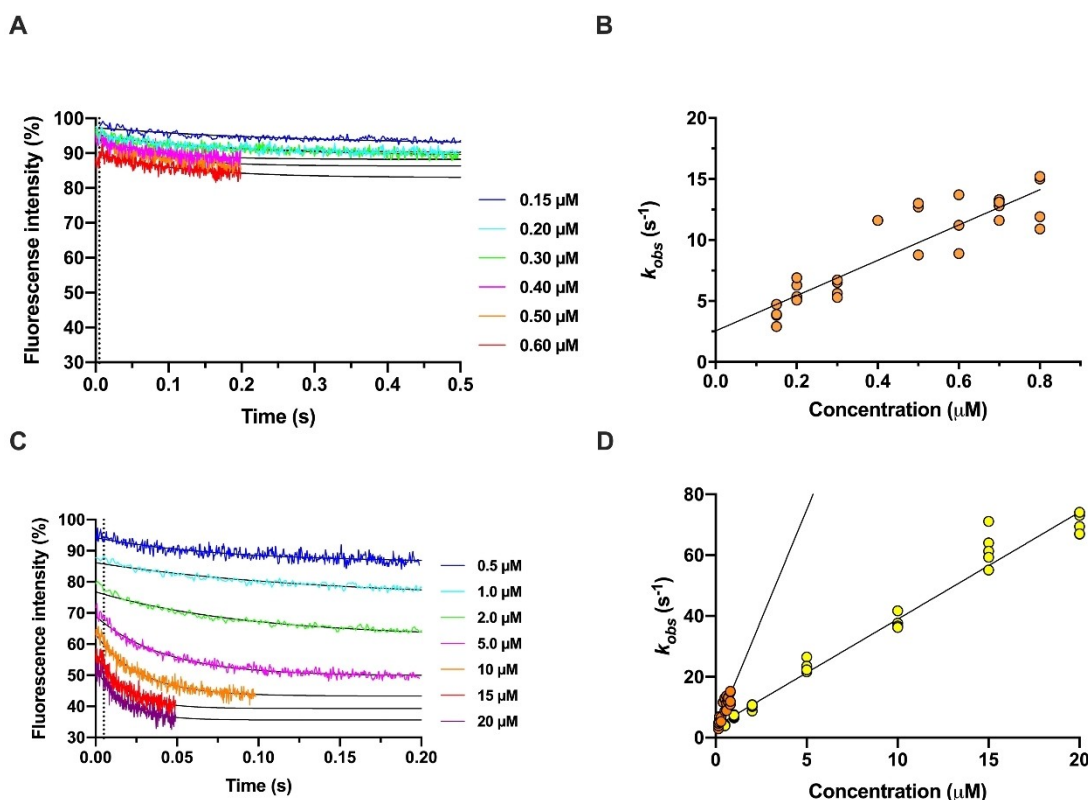 A
Fluorescense intensity (%)
100
90
80
70
60
50
40
30
0.0 0.1 0.2 0.3 0.4 0.5
Time (s)
0.15 µM
0.20 µM
0.30 µM
0.40 µM
0.50 µM
0.60 µM
B
kobs (s-1)
20
15
10
5
0
0.0 0.2 0.4 0.6 0.8
Concentration (µM)
C
Fluorescence intensity (%)
100
90
80
70
60
50
40
30
0.00 0.05 0.10 0.15 0.20
Time (s)
0.5 µM
1.0 µM
2.0 µM
5.0 µM
10 µM
15 µM
20 µM
D
kobs (s-1)
80
60
40
20
0
0 5 10 15 20
Concentration (µM)